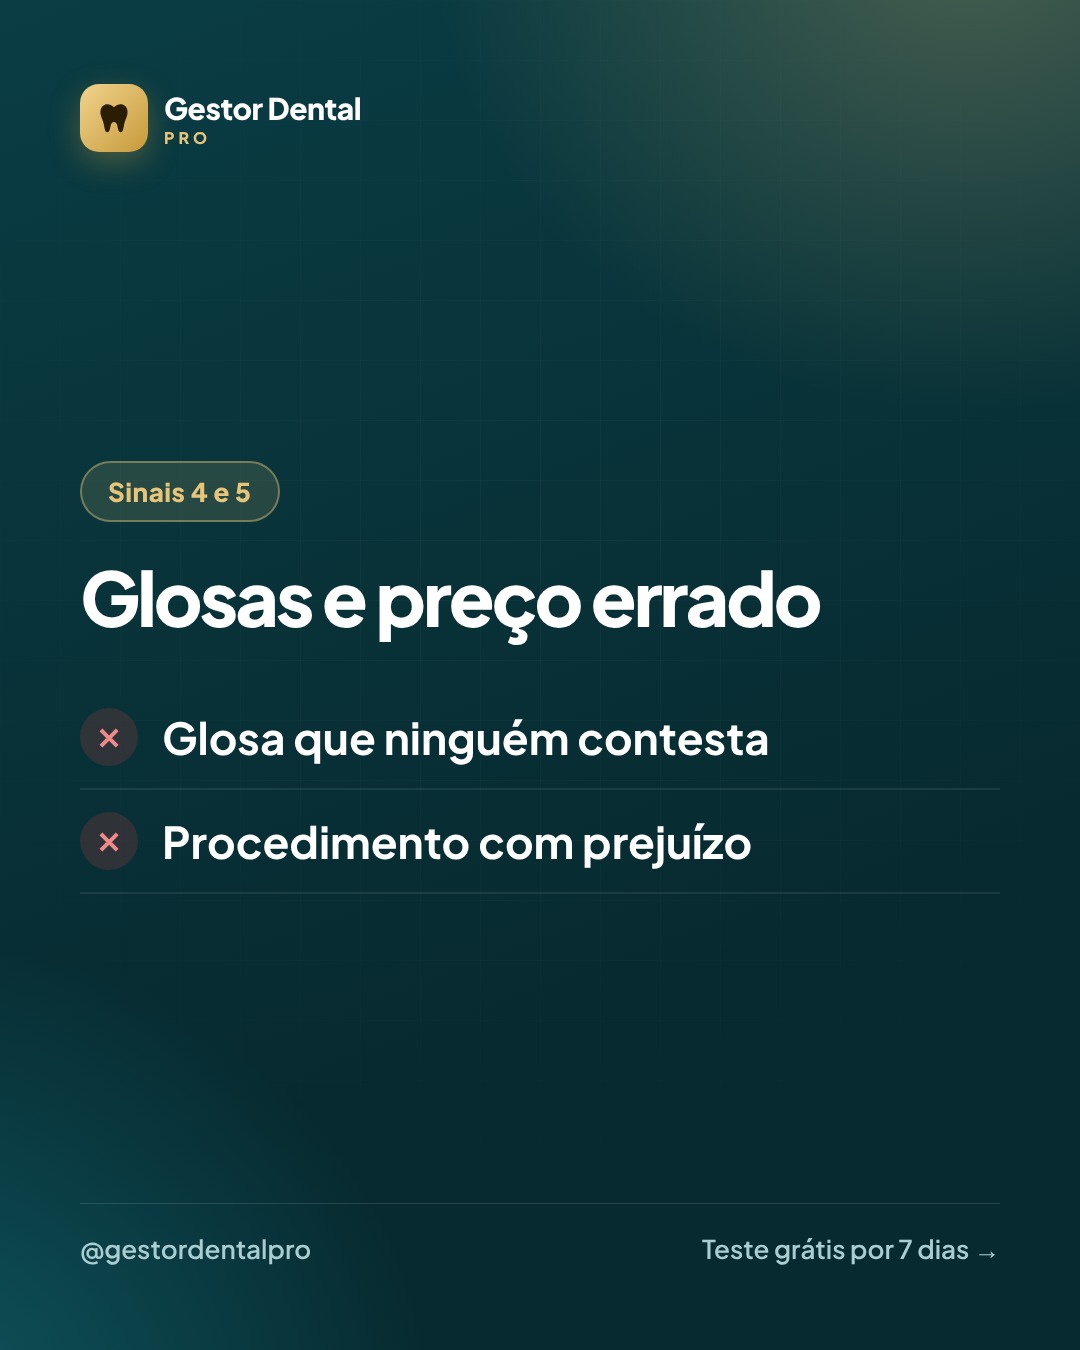 Gestor Dental
PRO
Sinais 4 e 5
Glosas e preço errado
Glosa que ninguém contesta
Procedimento com prejuízo
@gestordentalpro
Teste grátis por 7 dias →